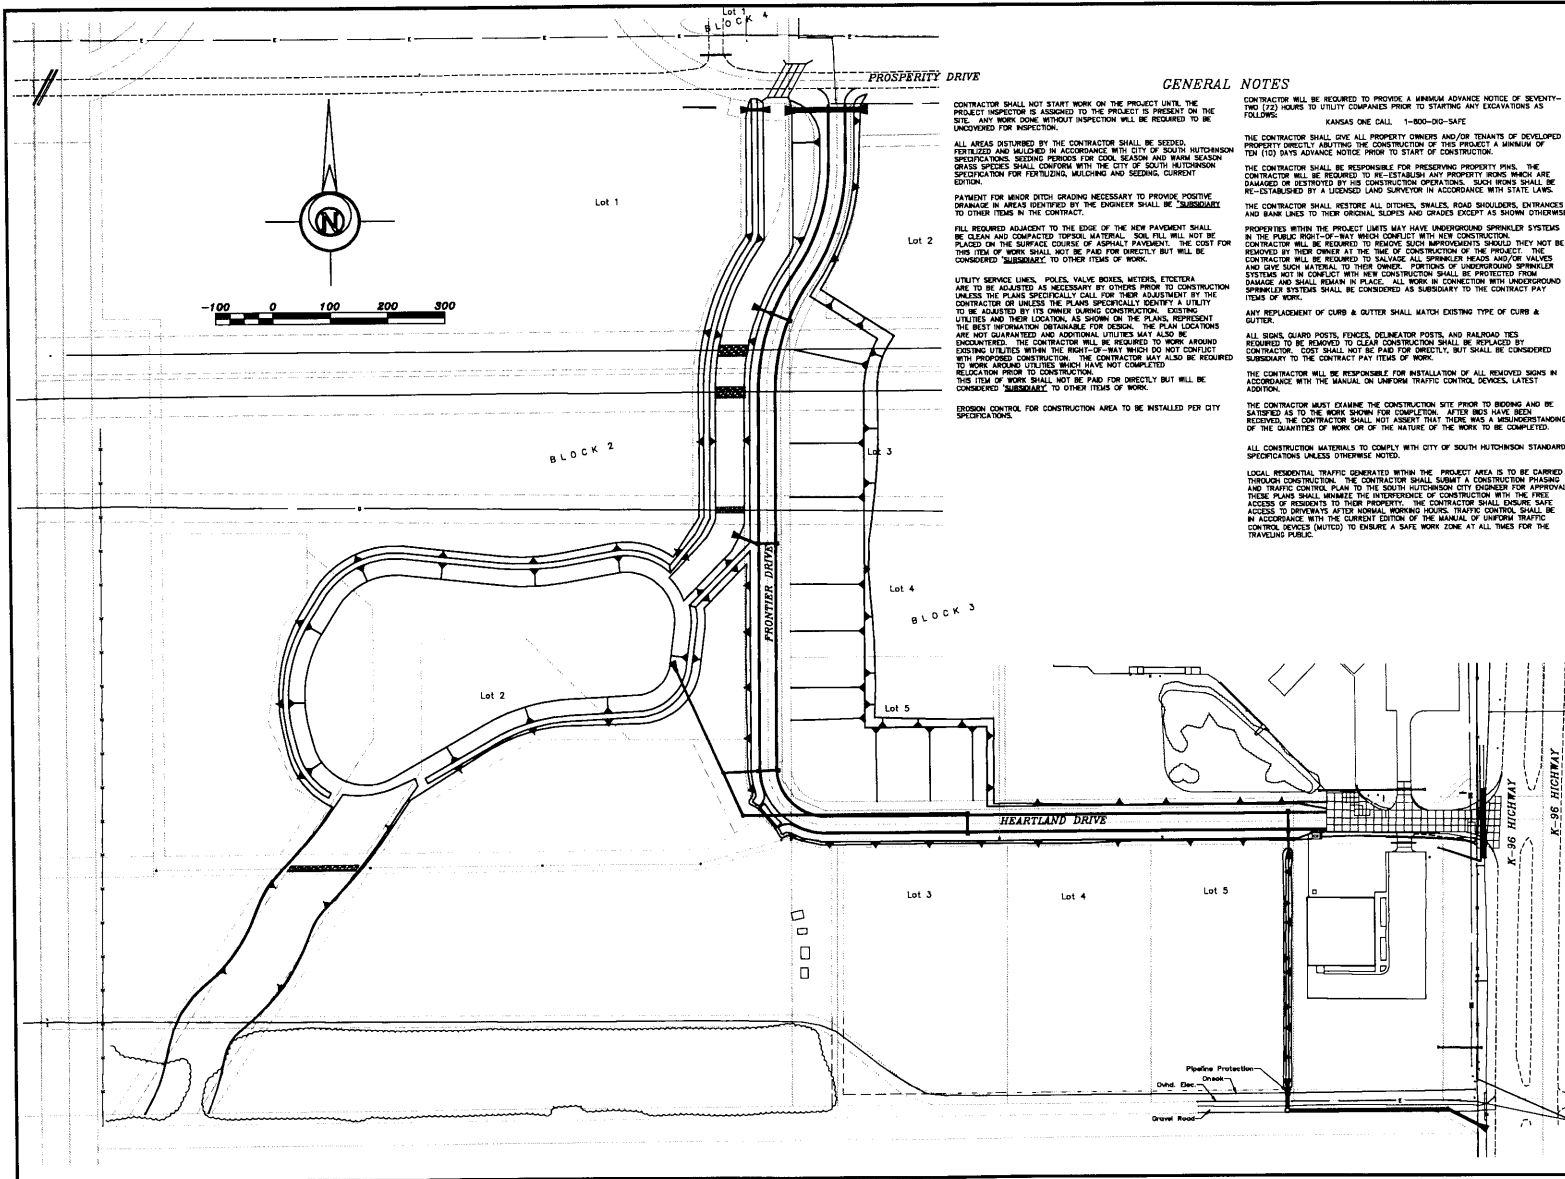 Lot 1
BLOCK 4
PROSPERITY DRIVE
GENERAL NOTES
CONTRACTOR SHALL NOT START WORK ON THE PROJECT UNTIL THE
PROJECT INSPECTOR IS ASSIGNED TO THE PROJECT IS PRESENT ON THE
SITE. ANY WORK DONE WITHOUT INSPECTION WILL BE REQUIRED TO BE
UNCOVERED FOR INSPECTION.
ALL AREAS DISTURBED BY THE CONTRACTOR SHALL BE SEEDED,
FERTILIZED AND MULCHED IN ACCORDANCE WITH CITY OF SOUTH HUTCHINSON
SPECIFICATIONS. SEEDING PERIODS FOR COOL SEASON AND WARM SEASON
GRASS SPECIES SHALL CONFORM WITH THE CITY OF SOUTH HUTCHINSON
SPECIFICATION FOR FERTILIZING, MULCHING AND SEEDING, CURRENT
EDITION.
PAYMENT FOR MINOR DITCH GRADING NECESSARY TO PROVIDE POSITIVE
DRAINAGE IN AREAS IDENTIFIED BY THE ENGINEER SHALL BE "SUBSIDIARY
TO OTHER ITEMS IN THE CONTRACT.
FILL REQUIRED ADJACENT TO THE EDGE OF THE NEW PAVEMENT SHALL
BE CLEAN AND COMPACTED TOPSOIL MATERIAL. SOIL FILL WILL NOT BE
PLACED ON THE SURFACE COURSE OF ASPHALT PAVEMENT. THE COST FOR
THIS ITEM OF WORK SHALL NOT BE PAID FOR DIRECTLY BUT WILL BE
CONSIDERED "SUBSIDIARY" TO OTHER ITEMS OF WORK.
UTILITY SERVICE LINES, POLES, VALVE BOXES, METERS, ETCETERA
ARE TO BE ADJUSTED AS NECESSARY BY OTHERS PRIOR TO CONSTRUCTION
UNLESS THE PLANS SPECIFICALLY CALL FOR THEIR ADJUSTMENT BY THE
CONTRACTOR OR UNLESS THE PLANS SPECIFICALLY IDENTIFY A UTILITY
TO BE ADJUSTED BY ITS OWNER DURING CONSTRUCTION. EXISTING
UTILITIES AND THEIR LOCATION, AS SHOWN ON THE PLANS, REPRESENT
THE BEST INFORMATION OBTAINABLE FOR DESIGN. THE PLAN LOCATIONS
ARE NOT GUARANTEED AND ADDITIONAL UTILITIES MAY ALSO BE
ENCOUNTERED. THE CONTRACTOR WILL BE REQUIRED TO WORK AROUND
EXISTING UTILITIES WITHIN THE RIGHT-OF-WAY WHICH DO NOT CONFLICT
WITH PROPOSED CONSTRUCTION. THE CONTRACTOR MAY ALSO BE REQUIRED
TO WORK AROUND UTILITIES WHICH HAVE NOT COMPLETED
RELOCATION PRIOR TO CONSTRUCTION.
THIS ITEM OF WORK SHALL NOT BE PAID FOR DIRECTLY BUT WILL BE
CONSIDERED "SUBSIDIARY" TO OTHER ITEMS OF WORK.
EROSION CONTROL FOR CONSTRUCTION AREA TO BE INSTALLED PER CITY
SPECIFICATIONS.
CONTRACTOR WILL BE REQUIRED TO PROVIDE A MINIMUM ADVANCE NOTICE OF SEVENTY-
TWO (72) HOURS TO UTILITY COMPANIES PRIOR TO STARTING ANY EXCAVATIONS AS
FOLLOWS:
KANSAS ONE CALL 1-800-DIG-SAFE
THE CONTRACTOR SHALL GIVE ALL PROPERTY OWNERS AND/OR TENANTS OF DEVELOPED
PROPERTY DIRECTLY ABUTTING THE CONSTRUCTION OF THIS PROJECT A MINIMUM OF
TEN (10) DAYS ADVANCE NOTICE PRIOR TO START OF CONSTRUCTION.
THE CONTRACTOR SHALL BE RESPONSIBLE FOR PRESERVING PROPERTY PINS. THE
CONTRACTOR WILL BE REQUIRED TO RE-ESTABLISH ANY PROPERTY IRONS WHICH ARE
DAMAGED OR DESTROYED BY HIS CONSTRUCTION OPERATIONS. SUCH IRONS SHALL BE
RE-ESTABLISHED BY A LICENSED LAND SURVEYOR IN ACCORDANCE WITH STATE LAWS.
THE CONTRACTOR SHALL RESTORE ALL DITCHES, SWALES, ROAD SHOULDERS, ENTRANCES
AND BANK LINES TO THEIR ORIGINAL SLOPES AND GRADES EXCEPT AS SHOWN OTHERWISE
PROPERTIES WITHIN THE PROJECT LIMITS MAY HAVE UNDERGROUND SPRINKLER SYSTEMS
IN THE PUBLIC RIGHT-OF-WAY WHICH CONFLICT WITH NEW CONSTRUCTION.
CONTRACTOR WILL BE REQUIRED TO REMOVE SUCH IMPROVEMENTS SHOULD THEY NOT BE
REMOVED BY THEIR OWNER AT THE TIME OF CONSTRUCTION OF THE PROJECT. THE
CONTRACTOR WILL BE REQUIRED TO SALVAGE ALL SPRINKLER HEADS AND/OR VALVES
AND GIVE SUCH MATERIAL TO THEIR OWNER. PORTIONS OF UNDERGROUND SPRINKLER
SYSTEMS NOT IN CONFLICT WITH NEW CONSTRUCTION SHALL BE PROTECTED FROM
DAMAGE AND SHALL REMAIN IN PLACE. ALL WORK IN CONNECTION WITH UNDERGROUND
SPRINKLER SYSTEMS SHALL BE CONSIDERED AS SUBSIDIARY TO THE CONTRACT PAY
ITEMS OF WORK.
ANY REPLACEMENT OF CURB & GUTTER SHALL MATCH EXISTING TYPE OF CURB &
GUTTER.
ALL SIGNS, GUARD POSTS, FENCES, DELINEATOR POSTS, AND RAILROAD TIES
REQUIRED TO BE REMOVED TO CLEAR CONSTRUCTION SHALL BE REPLACED BY
CONTRACTOR. COST SHALL NOT BE PAID FOR DIRECTLY, BUT SHALL BE CONSIDERED
SUBSIDIARY TO THE CONTRACT PAY ITEMS OF WORK.
THE CONTRACTOR WILL BE RESPONSIBLE FOR INSTALLATION OF ALL REMOVED SIGNS IN
ACCORDANCE WITH THE MANUAL ON UNIFORM TRAFFIC CONTROL DEVICES, LATEST
ADDITION.
THE CONTRACTOR MUST EXAMINE THE CONSTRUCTION SITE PRIOR TO BIDDING AND BE
SATISFIED AS TO THE WORK SHOWN FOR COMPLETION. AFTER BIDS HAVE BEEN
RECEIVED, THE CONTRACTOR SHALL NOT ASSERT THAT THERE WAS A MISUNDERSTANDING
OF THE QUANTITIES OF WORK OR OF THE NATURE OF THE WORK TO BE COMPLETED.
ALL CONSTRUCTION MATERIALS TO COMPLY WITH CITY OF SOUTH HUTCHINSON STANDARD
SPECIFICATIONS UNLESS OTHERWISE NOTED.
LOCAL RESIDENTIAL TRAFFIC GENERATED WITHIN THE PROJECT AREA IS TO BE CARRIED
THROUGH CONSTRUCTION. THE CONTRACTOR SHALL SUBMIT A CONSTRUCTION PHASING
AND TRAFFIC CONTROL PLAN TO THE SOUTH HUTCHINSON CITY ENGINEER FOR APPROVAL
THESE PLANS SHALL MINIMIZE THE INTERFERENCE OF CONSTRUCTION WITH THE FREE
ACCESS OF RESIDENTS TO THEIR PROPERTY. THE CONTRACTOR SHALL ENSURE SAFE
ACCESS TO DRIVEWAYS AFTER NORMAL WORKING HOURS. TRAFFIC CONTROL SHALL BE
IN ACCORDANCE WITH THE CURRENT EDITION OF THE MANUAL OF UNIFORM TRAFFIC
CONTROL DEVICES (MUTCD) TO ENSURE A SAFE WORK ZONE AT ALL TIMES FOR THE
TRAVELING PUBLIC.
N
-100 0 100 200 300
Lot 1
Lot 2
BLOCK 2
Lot 3
FRONTIER DRIVE
Lot 4
BLOCK 3
Lot 2
Lot 5
HEARTLAND DRIVE
K-96 HIGHWAY
K-96 HIGHWAY
Lot 3
Lot 4
Lot 5
Pipeline Protection
Oneok
Ovhd. Elec.
Gravel Road